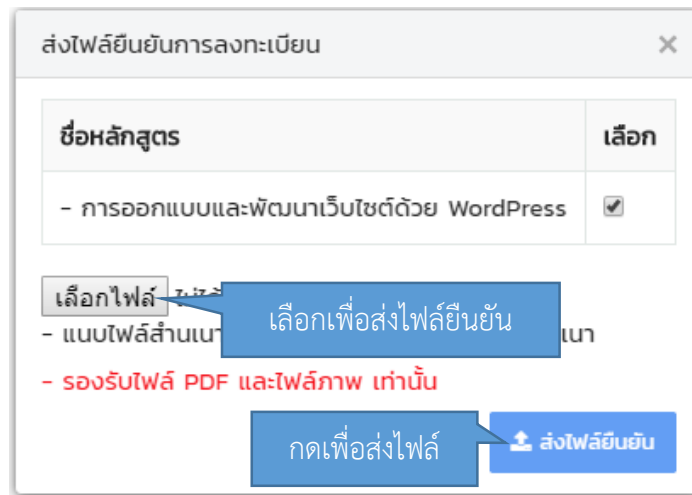 ส่งไฟล์ยืนยันการลงทะเบียน ×
ชื่อหลักสูตร เลือก
- การออกแบบและพัฒนาเว็บไซต์ด้วย WordPress
เลือกไฟล์
เลือกเพื่อส่งไฟล์ยืนยัน
- แนบไฟล์สำเนา
- รองรับไฟล์ PDF และไฟล์ภาพ เท่านั้น
กดเพื่อส่งไฟล์
ส่งไฟล์ยืนยัน